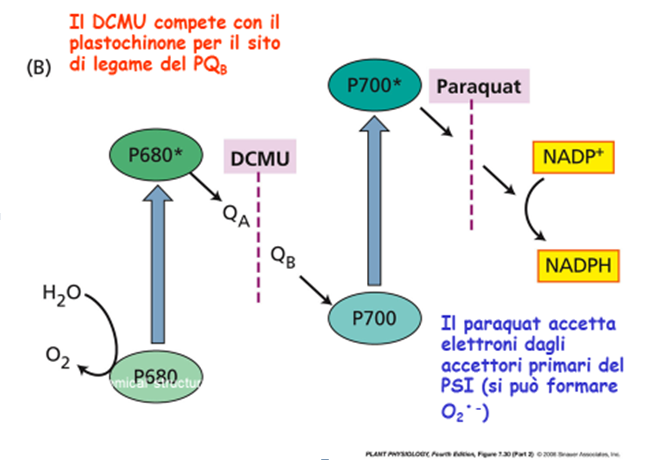 Il DCMU compete con il
plastochinone per il sito
di legame del PQB
(B)
P700*
Paraquat
P680*
DCMU
NADP+
QA
QB
NADPH
H2O
P700
Il paraquat accetta
elettroni dagli
accettori primari del
PSI (si può formare
O2•-)
O2
P680
emical structu
PLANT PHYSIOLOGY, Fourth Edition, Figure 7.30 (Part 2) © 2006 Sinauer Associates, Inc.